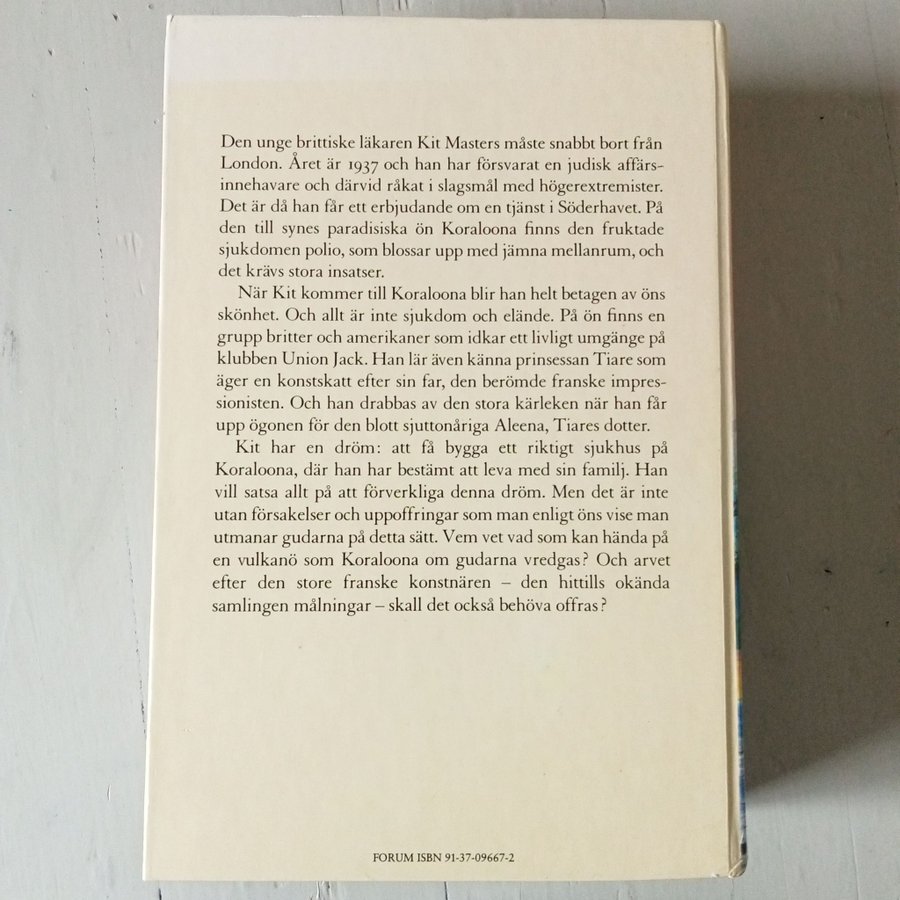 Den unge brittiske läkaren Kit Masters måste snabbt bort från
London. Året är 1937 och han har försvarat en judisk affärs-
innehavare och därvid råkat i slagsmål med högerextremister.
Det är då han får ett erbjudande om en tjänst i Söderhavet. På
den till synes paradisiska ön Koraloona finns den fruktade
sjukdomen polio, som blossar upp med jämna mellanrum, och
det krävs stora insatser.
När Kit kommer till Koraloona blir han helt betagen av öns
skönhet. Och allt är inte sjukdom och elände. På ön finns en
grupp britter och amerikaner som idkar ett livligt umgänge på
klubben Union Jack. Han lär även känna prinsessan Tiare som
äger en konstskatt efter sin far, den berömde franske impres-
sionisten. Och han drabbas av den stora kärleken när han får
upp ögonen för den blott sjuttonåriga Aleena, Tiares dotter.
Kit har en dröm: att få bygga ett riktigt sjukhus på
Koraloona, där han har bestämt att leva med sin familj. Han
vill satsa allt på att förverkliga denna dröm. Men det är inte
utan försakelser och uppoffringar som man enligt öns vise man
utmanar gudarna på detta sätt. Vem vet vad som kan hända på
en vulkanö som Koraloona om gudarna vredgas? Och arvet
efter den store franske konstnären – den hittills okända
samlingen målningar – skall det också behöva offras?
FORUM ISBN 91-37-09667-2